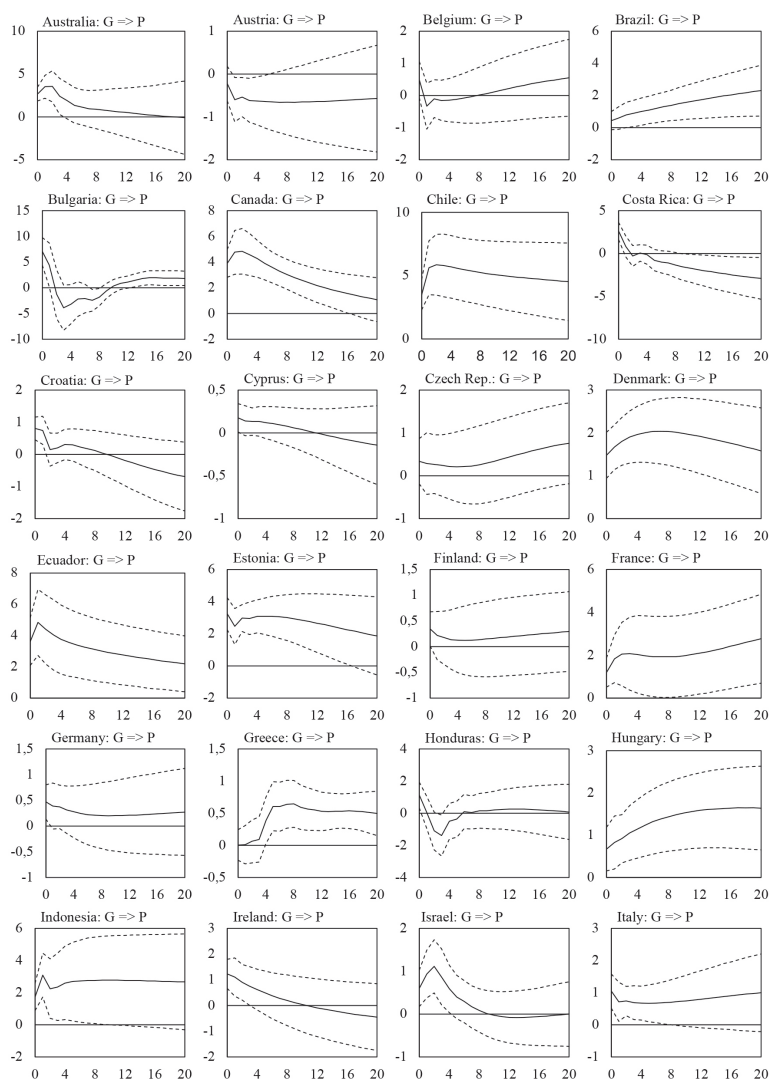 Australia: G => P
10
5
0
-5
0 4 8 12 16 20
Austria: G => P
1
0
-1
-2
0 4 8 12 16 20
Belgium: G => P
2
1
0
-1
-2
0 4 8 12 16 20
Brazil: G => P
6
4
2
0
-2
0 4 8 12 16 20
Bulgaria: G => P
15
10
5
0
-5
-10
0 4 8 12 16 20
Canada: G => P
8
6
4
2
0
-2
0 4 8 12 16 20
Chile: G => P
10
5
0
0 4 8 12 16 20
Costa Rica: G => P
5
0
-5
-10
0 4 8 12 16 20
Croatia: G => P
2
1
0
-1
-2
0 4 8 12 16 20
Cyprus: G => P
0,5
0
-0,5
-1
0 4 8 12 16 20
Czech Rep.: G => P
2
1
0
-1
0 4 8 12 16 20
Denmark: G => P
3
2
1
0
0 4 8 12 16 20
Ecuador: G => P
8
6
4
2
0
0 4 8 12 16 20
Estonia: G => P
6
4
2
0
-2
0 4 8 12 16 20
Finland: G => P
1,5
1
0,5
0
-0,5
-1
0 4 8 12 16 20
France: G => P
6
4
2
0
0 4 8 12 16 20
Germany: G => P
1,5
1
0,5
0
-0,5
-1
0 4 8 12 16 20
Greece: G => P
1,5
1
0,5
0
-0,5
0 4 8 12 16 20
Honduras: G => P
4
2
0
-2
-4
0 4 8 12 16 20
Hungary: G => P
3
2
1
0
0 4 8 12 16 20
Indonesia: G => P
6
4
2
0
-2
0 4 8 12 16 20
Ireland: G => P
3
2
1
0
-1
-2
0 4 8 12 16 20
Israel: G => P
2
1
0
-1
0 4 8 12 16 20
Italy: G => P
3
2
1
0
-1
0 4 8 12 16 20